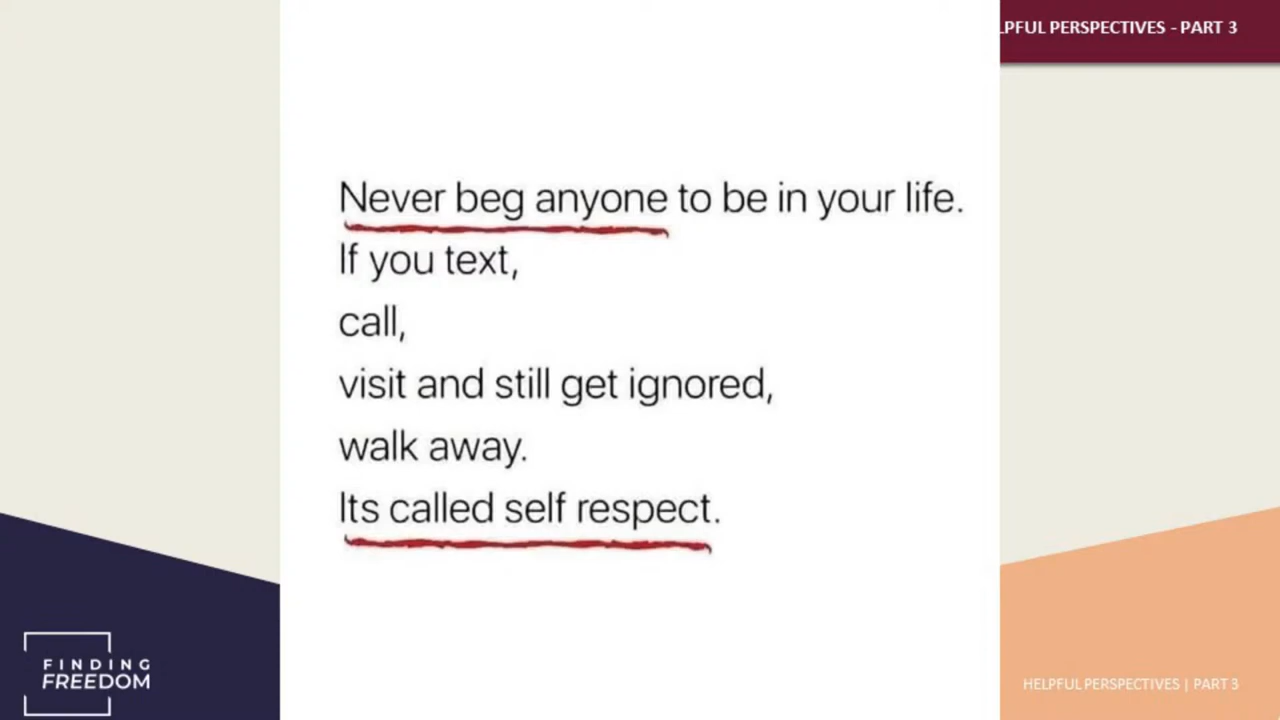 LPFUL PERSPECTIVES - PART 3
Never beg anyone to be in your life.
If you text,
call,
visit and still get ignored,
walk away.
Its called self respect.
FINDING
FREEDOM
HELPFUL PERSPECTIVES | PART 3